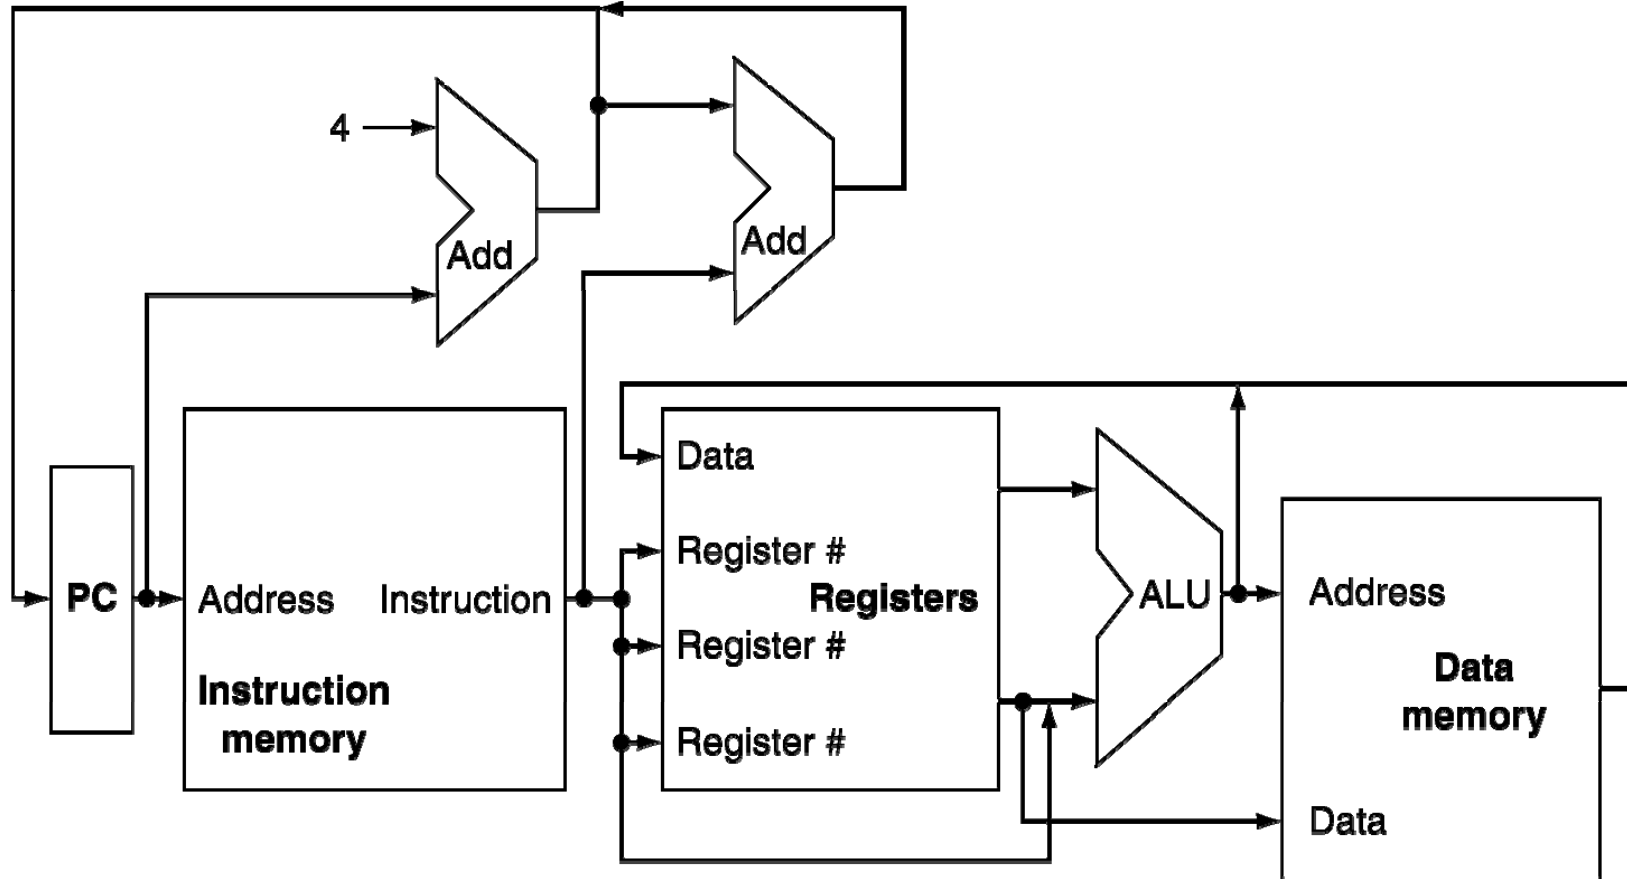 4
Add
Add
Data
Register #
PC
Address
Instruction
Registers
ALU
Address
Register #
Instruction
memory
Data
memory
Register #
Data